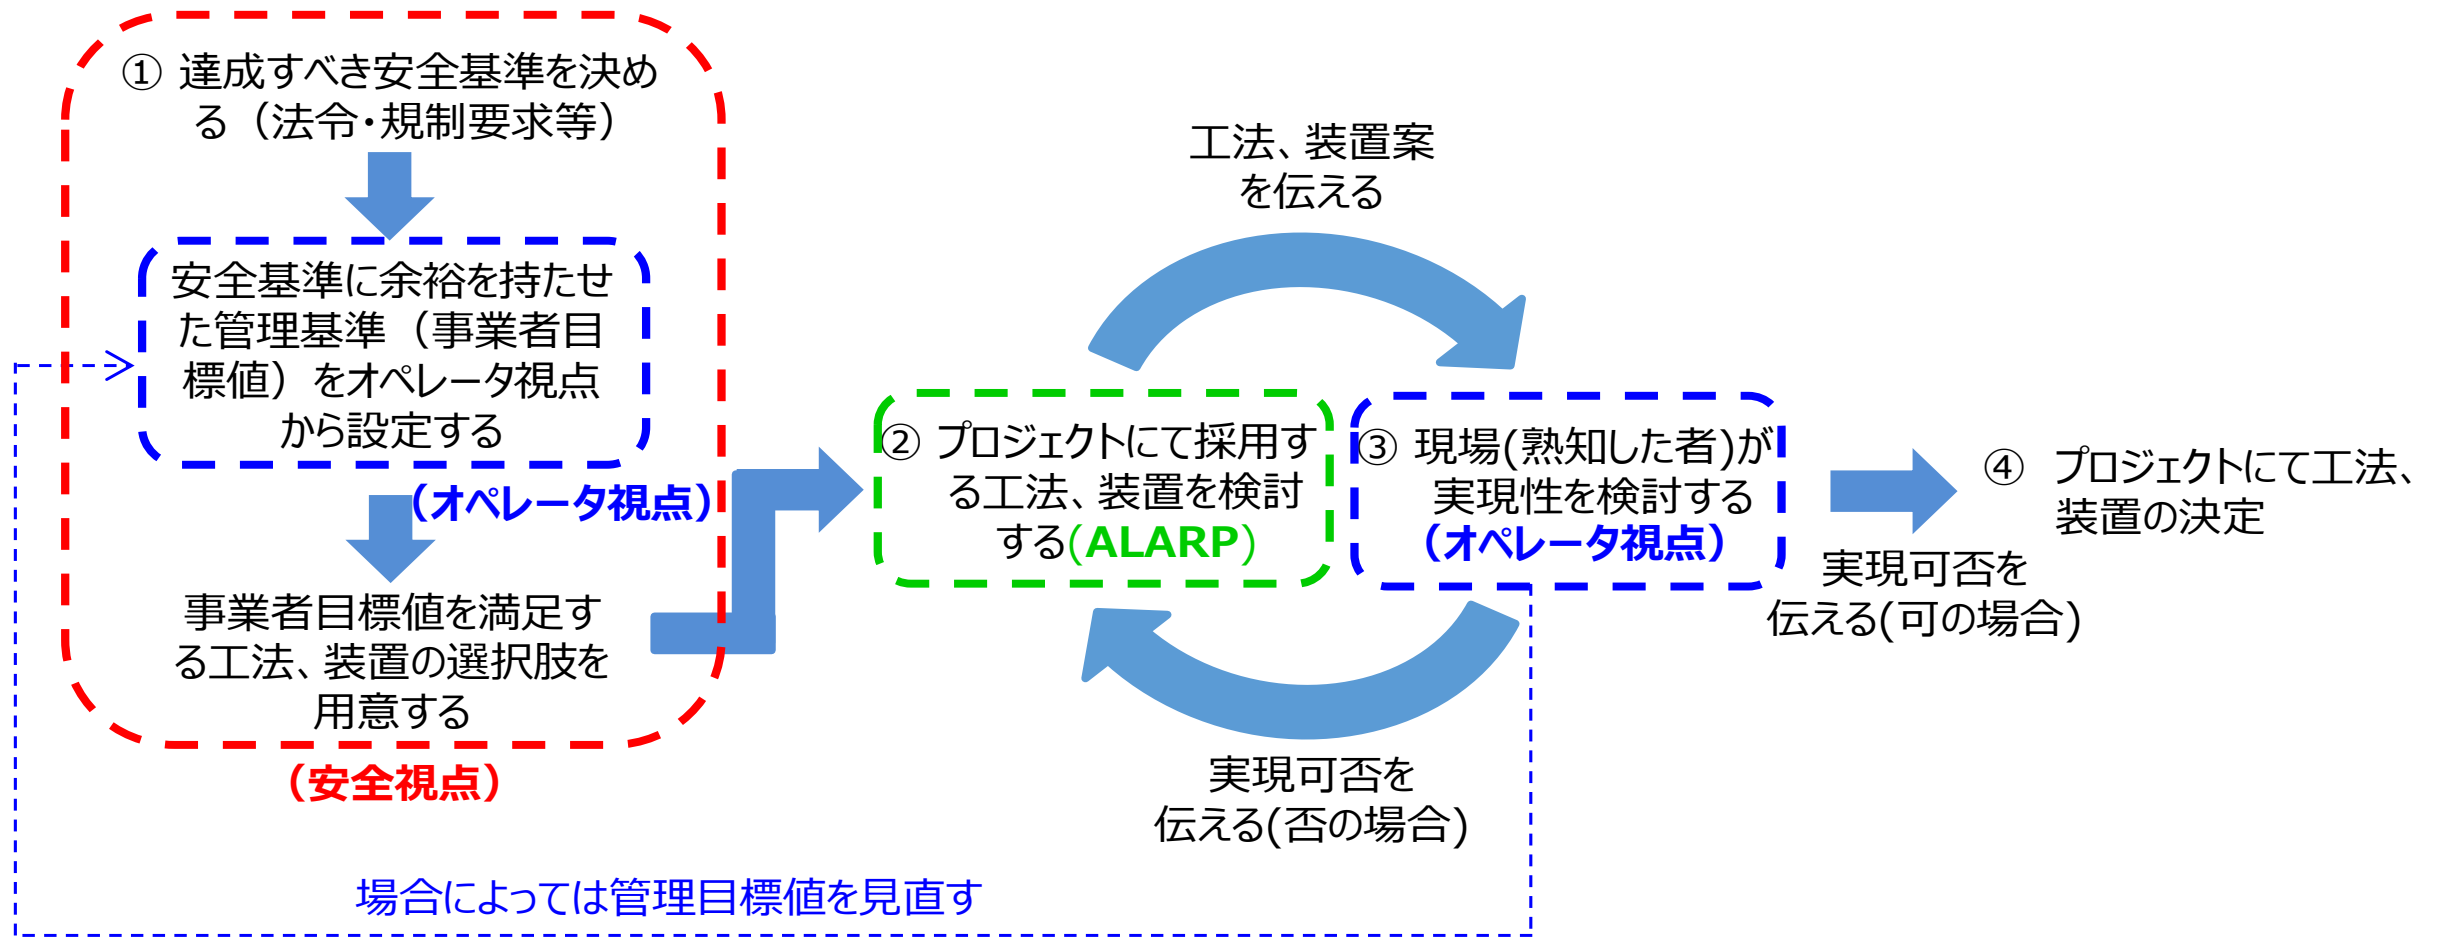 ① 達成すべき安全基準を決め
る（法令・規制要求等）
安全基準に余裕を持たせ
た管理基準（事業者目
標値）をオペレータ視点
から設定する
（オペレータ視点）
事業者目標値を満足す
る工法、装置の選択肢を
用意する
（安全視点）
工法、装置案
を伝える
② プロジェクトにて採用す
る工法、装置を検討
する(ALARP)
③ 現場(熟知した者)が
実現性を検討する
（オペレータ視点）
実現可否を
伝える(否の場合)
実現可否を
伝える(可の場合)
④ プロジェクトにて工法、
装置の決定
場合によっては管理目標値を見直す